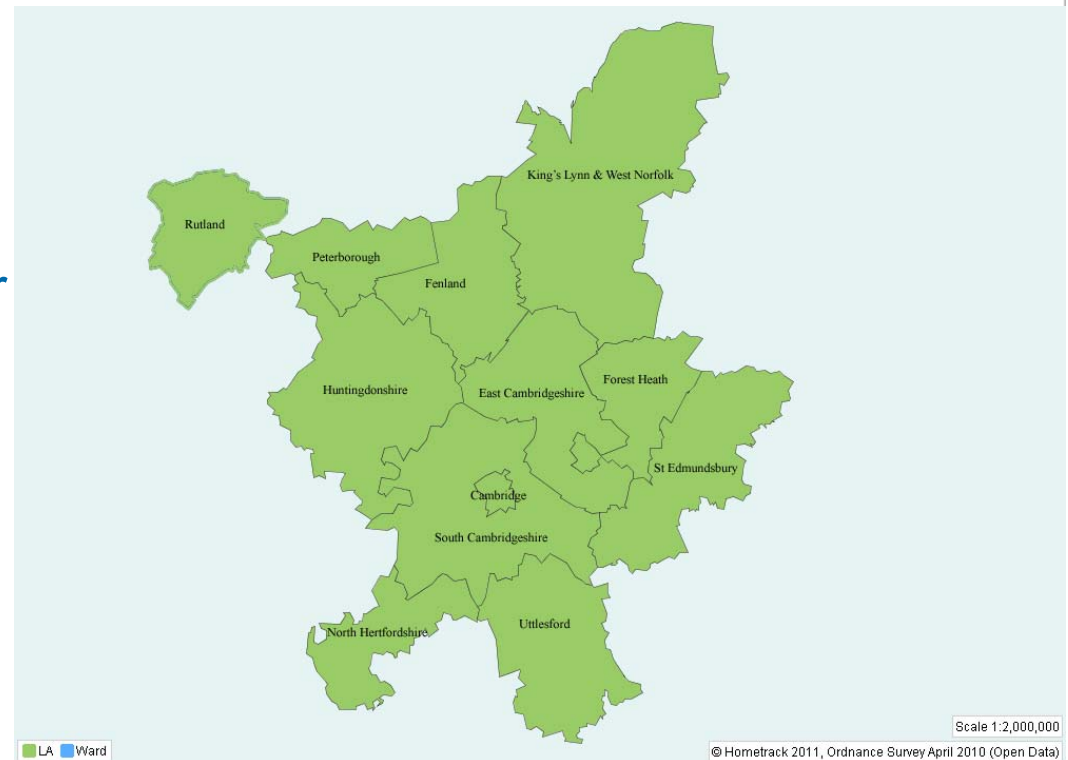 King's Lynn & West Norfolk
Rutland
Peterborough
Fenland
Huntingdonshire
East Cambridgeshire
Forest Heath
St Edmundsbury
Cambridge
South Cambridgeshire
North Hertfordshire
Uttlesford
Scale 1:2,000,000
LA Ward
© Hometrack 2011, Ordnance Survey April 2010 (Open Data)